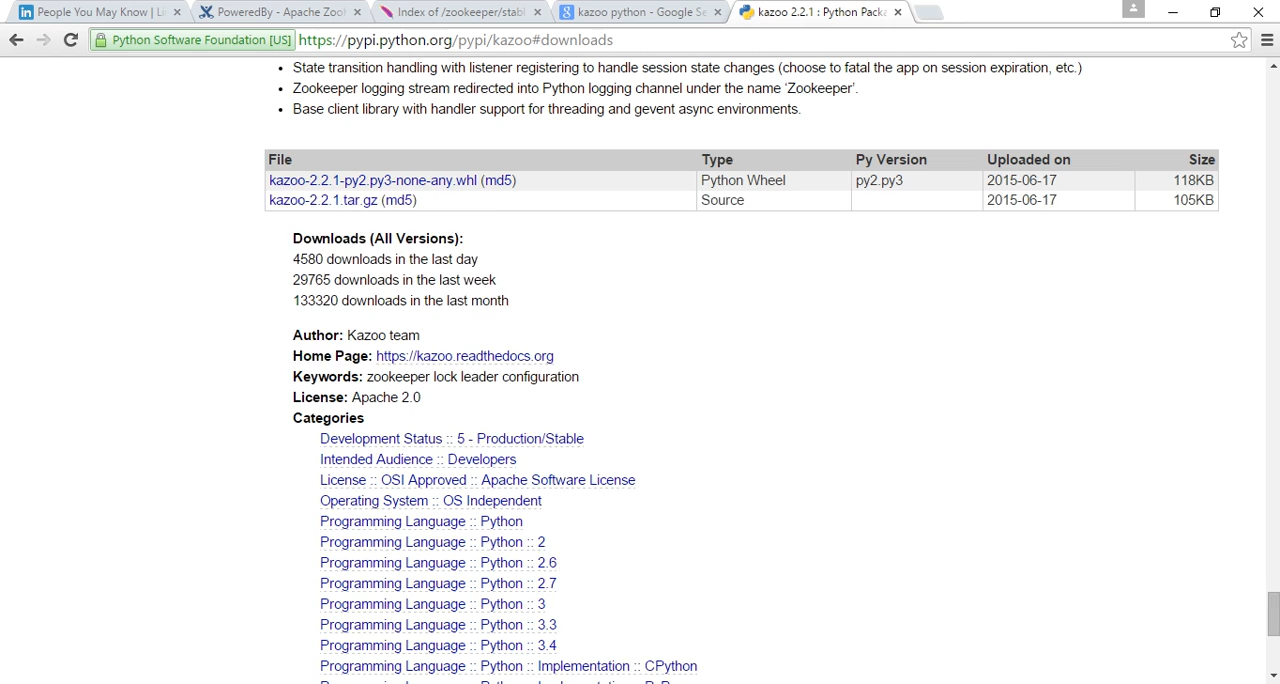 People You May Know | Li
PoweredBy - Apache Zoo
Index of /zookeeper/stabl
kazoo python - Google Se
kazoo 2.2.1 : Python Pack
Python Software Foundation [US]
https://pypi.python.org/pypi/kazoo#downloads
• State transition handling with listener registering to handle session state changes (choose to fatal the app on session expiration, etc.)
• Zookeeper logging stream redirected into Python logging channel under the name ‘Zookeeper’.
• Base client library with handler support for threading and gevent async environments.
File Type Py Version Uploaded on Size
kazoo-2.2.1-py2.py3-none-any.whl (md5) Python Wheel py2.py3 2015-06-17 118KB
kazoo-2.2.1.tar.gz (md5) Source 2015-06-17 105KB
Downloads (All Versions):
4580 downloads in the last day
29765 downloads in the last week
133320 downloads in the last month
Author: Kazoo team
Home Page: https://kazoo.readthedocs.org
Keywords: zookeeper lock leader configuration
License: Apache 2.0
Categories
Development Status :: 5 - Production/Stable
Intended Audience :: Developers
License :: OSI Approved :: Apache Software License
Operating System :: OS Independent
Programming Language :: Python
Programming Language :: Python :: 2
Programming Language :: Python :: 2.6
Programming Language :: Python :: 2.7
Programming Language :: Python :: 3
Programming Language :: Python :: 3.3
Programming Language :: Python :: 3.4
Programming Language :: Python :: Implementation :: CPython